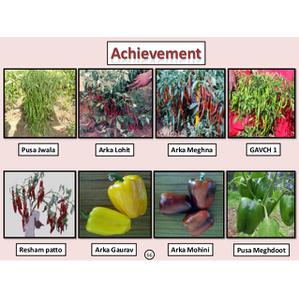 Achievement
Pusa Jwala
Arka Lohit
Arka Meghna
GAVCH 1
Resham patto
Arka Gaurav
Arka Mohini
Pusa Meghdoot
66